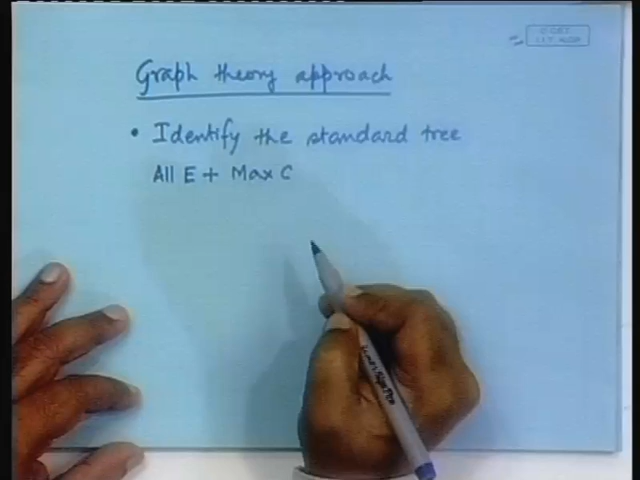 Graph theory approach
• Identify the standard tree
All E + Max C